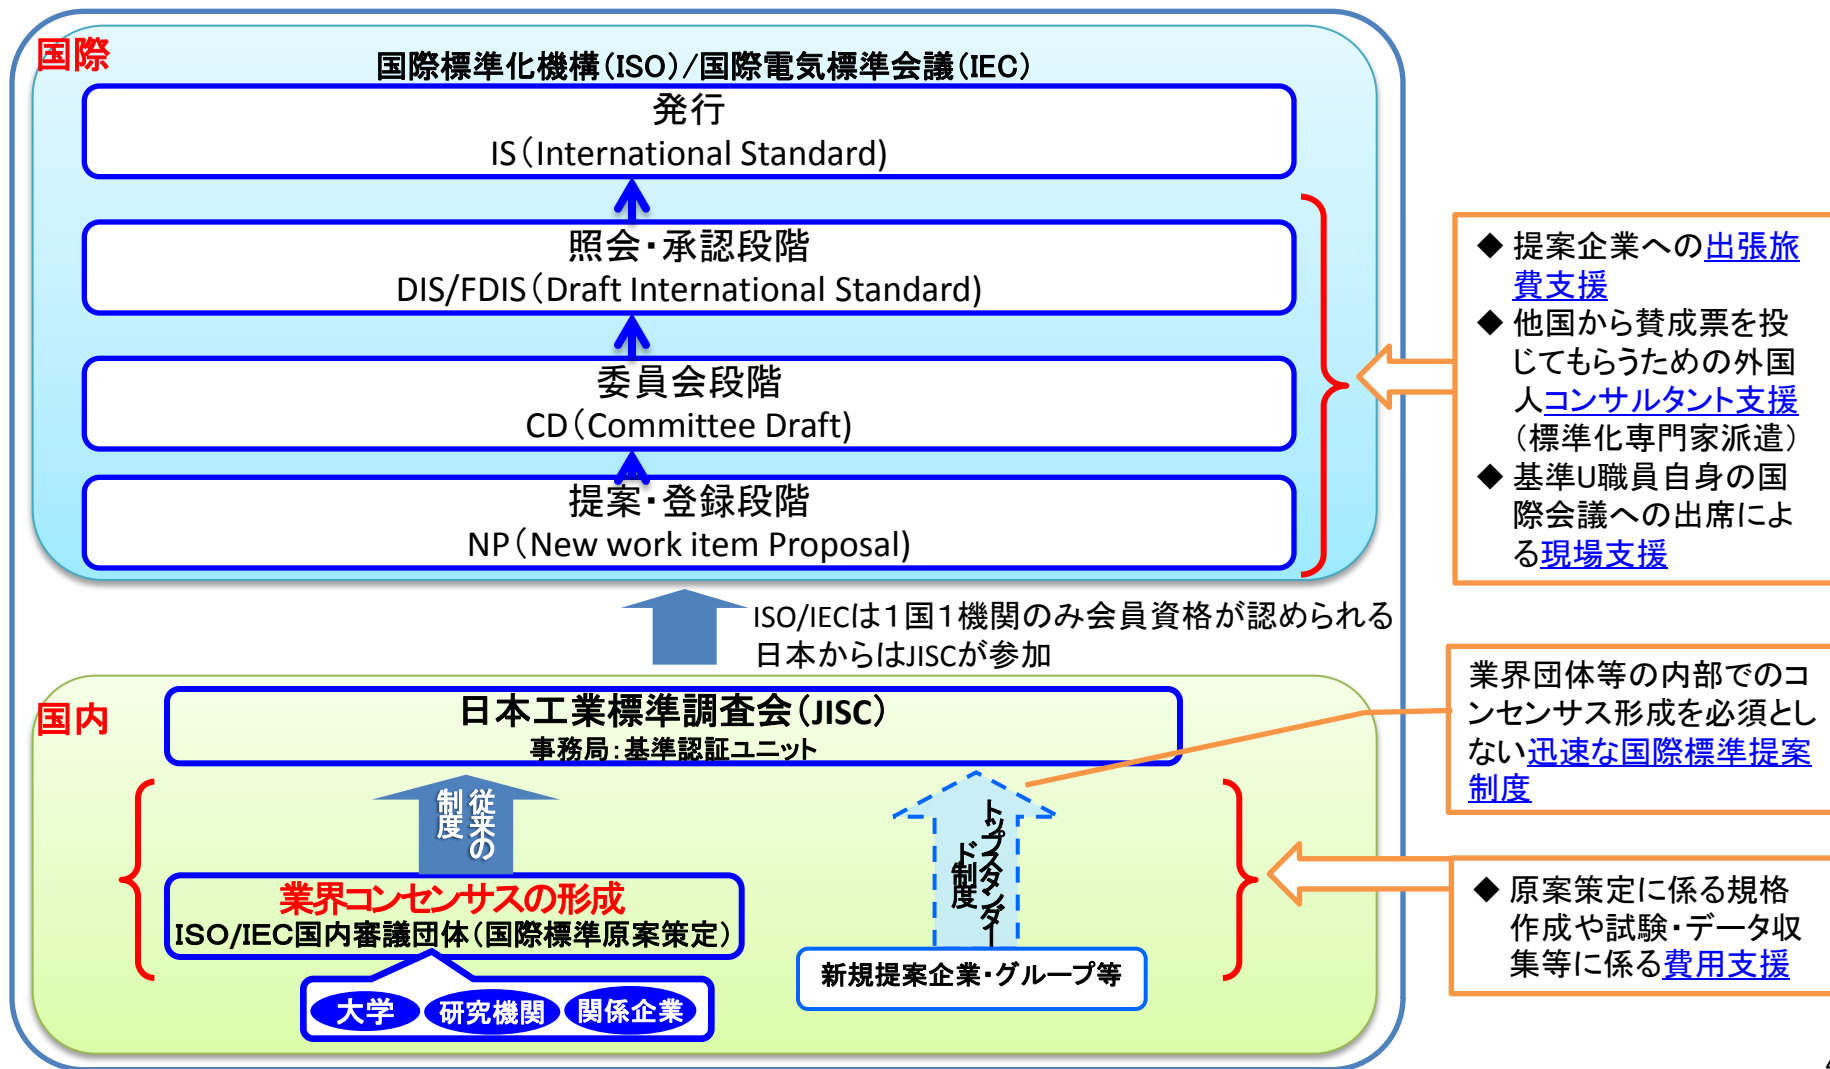 国際
国際標準化機構(ISO)/国際電気標準会議(IEC)
発行
IS(International Standard)
照会・承認段階
DIS/FDIS(Draft International Standard)
委員会段階
CD(Committee Draft)
提案・登録段階
NP(New work item Proposal)
◆ 提案企業への出張旅
費支援
◆ 他国から賛成票を投
じてもらうための外国
人コンサルタント支援
(標準化専門家派遣)
◆ 基準U職員自身の国
際会議への出席によ
る現場支援
ISO/IECは1国1機関のみ会員資格が認められる
日本からはJISCが参加
国内
日本工業標準調査会(JISC)
事務局:基準認証ユニット
業界団体等の内部でのコ
ンセンサス形成を必須とし
ない迅速な国際標準提案
制度
従来の
制度
トップスタンダー
ド制度
業界コンセンサスの形成
ISO/IEC国内審議団体(国際標準原案策定)
大学
研究機関
関係企業
新規提案企業・グループ等
◆ 原案策定に係る規格
作成や試験・データ収
集等に係る費用支援